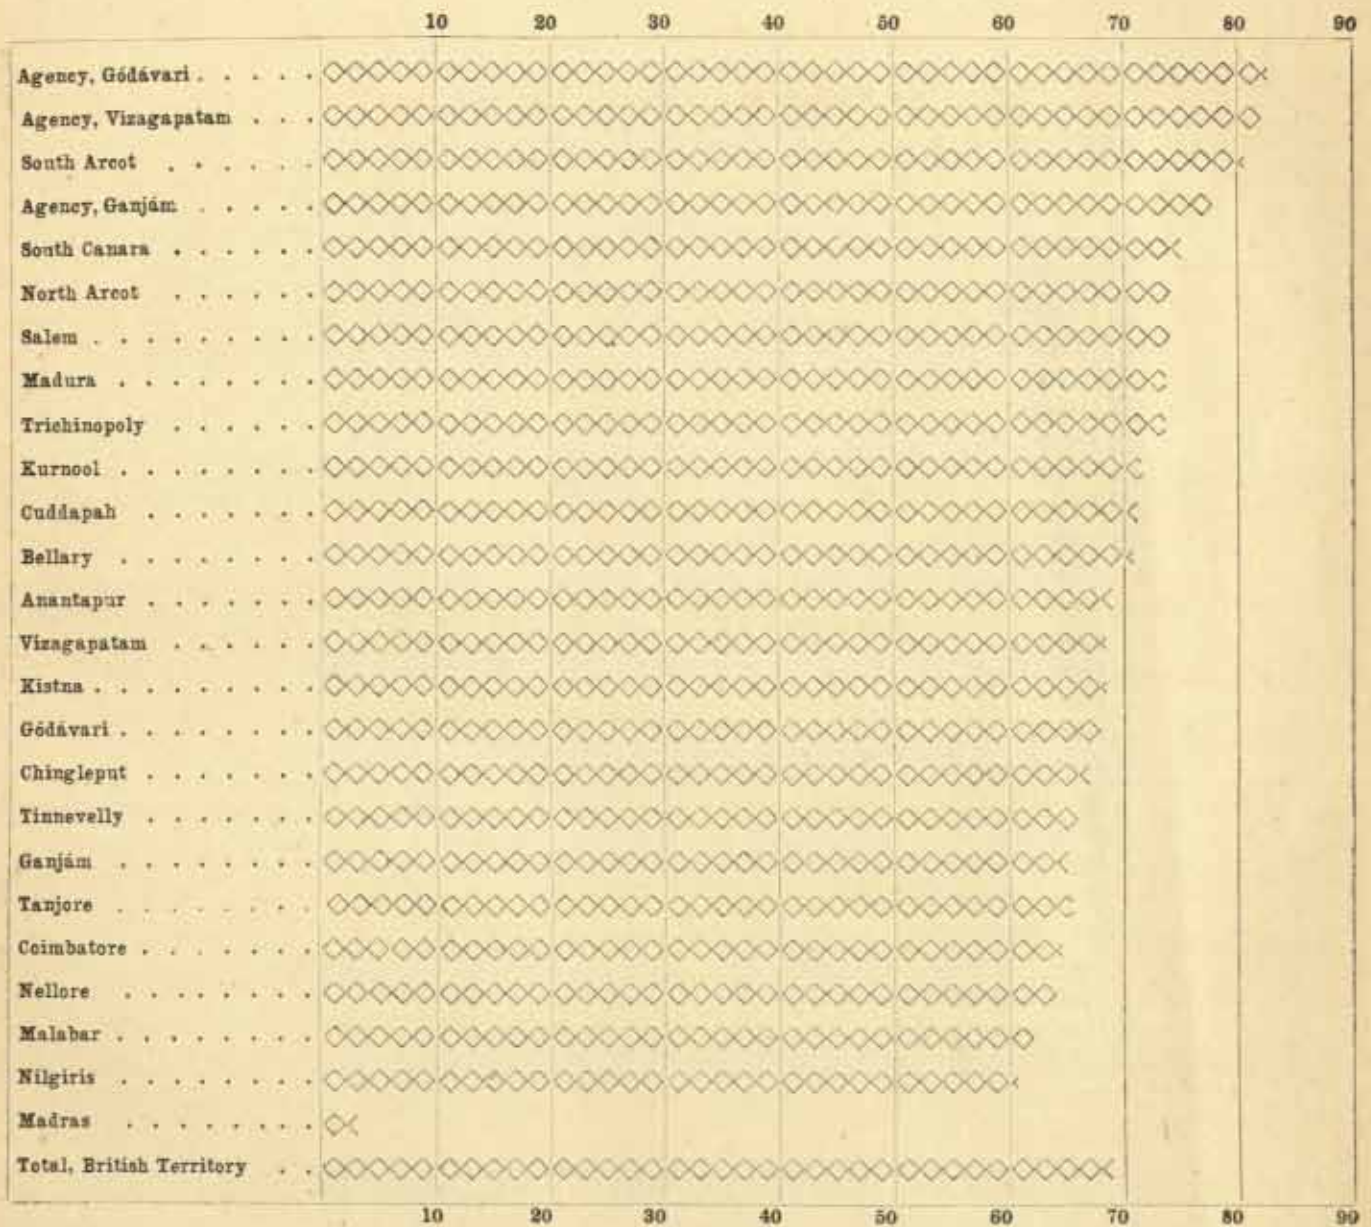 10 20 30 40 50 60 70 80 90
Agency, Gódávari
Agency, Vizagapatam
South Arcot
Agency, Ganjám
South Canara
North Arcot
Salem
Madura
Trichinopoly
Kurnool
Cuddapah
Bellary
Anantapur
Vizagapatam
Kistna
Gódávari
Chingleput
Tinnevelly
Ganjám
Tanjore
Coimbatore
Nellore
Malabar
Nilgiris
Madras
Total, British Territory
10 20 30 40 50 60 70 80 90